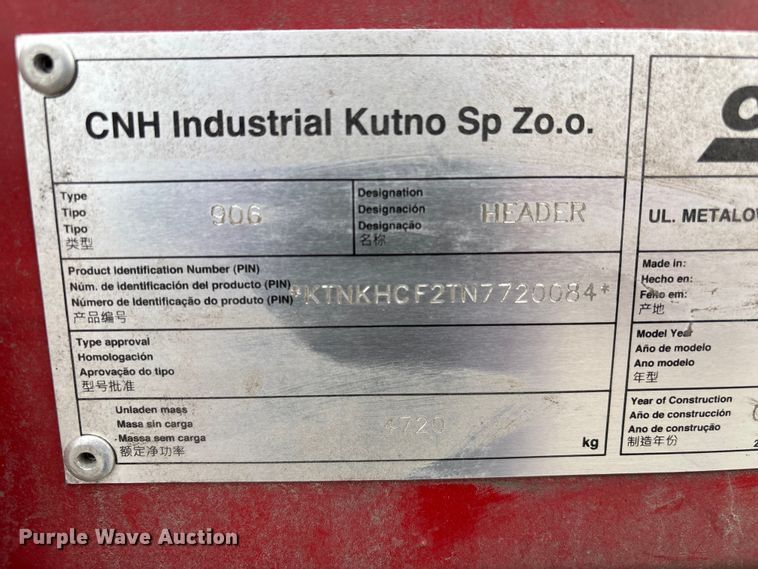 CNH Industrial Kutno Sp Zo.o.
Type
Tipo
Tipo
类型
906
Designation
Designación
Designação
名称
HEADER
UL. METALO
Product Identification Number (PIN)
Núm. de identificación del producto (PIN)
Número de Identificação do produto (PIN)
产品编号
*KTNKHCF2TN7720084*
Made in:
Hecho en:
Feito em:
产地
Type approval
Homologación
Aprovação do tipo
型号批准
Model Year
Año de modelo
Ano modelo
年型
Unladen mass
Masa sin carga
Massa sem carga
额定净功率
4720
kg
Year of Construction
Año de construcción
Ano de construção
制造年份
2
Purple Wave Auction